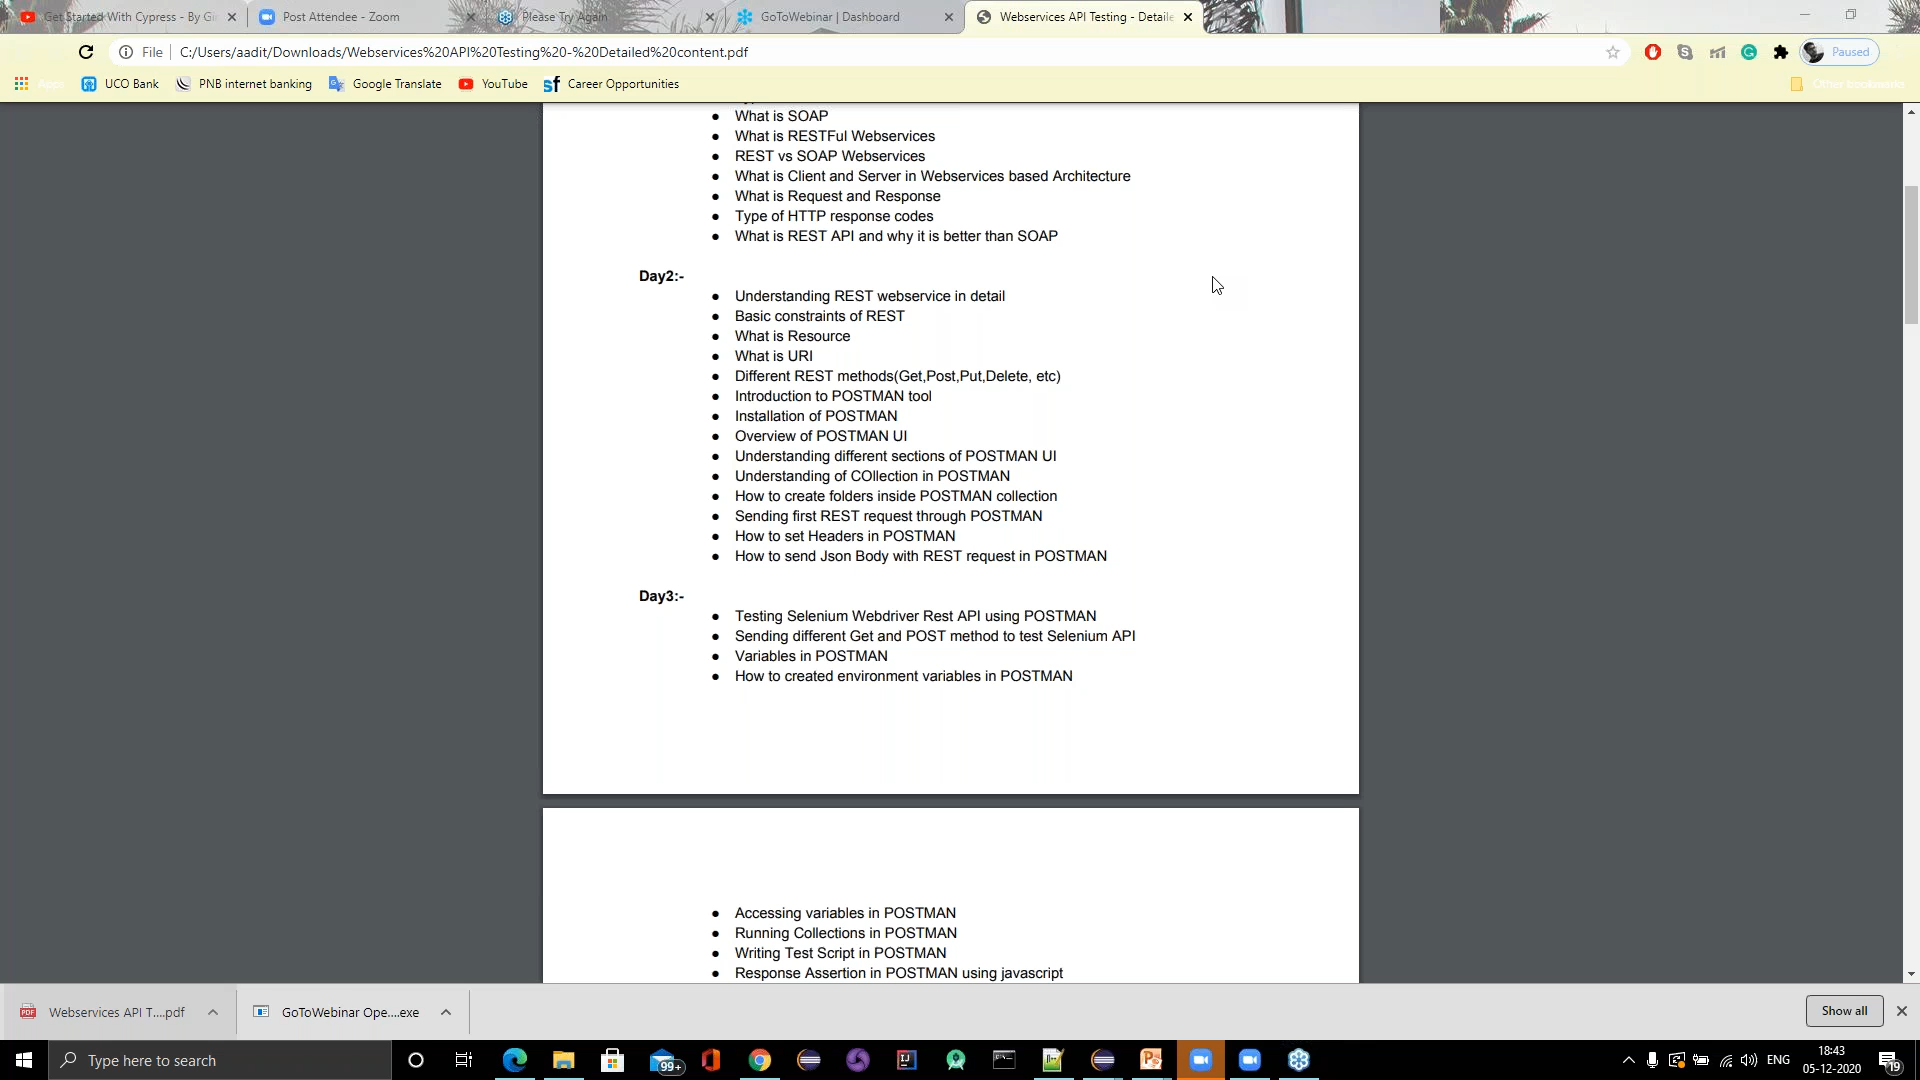 Get Started With Cypress - By Gi
Post Attendee - Zoom
Please Try Again
GoToWebinar | Dashboard
Webservices API Testing - Detaile
File
C:/Users/aadit/Downloads/Webservices%20API%20Testing%20-%20Detailed%20content.pdf
Paused
Apps
UCO Bank
PNB internet banking
Google Translate
YouTube
Career Opportunities
Other bookmarks
What is SOAP
What is RESTFul Webservices
REST vs SOAP Webservices
What is Client and Server in Webservices based Architecture
What is Request and Response
Type of HTTP response codes
What is REST API and why it is better than SOAP
Day2:-
Understanding REST webservice in detail
Basic constraints of REST
What is Resource
What is URI
Different REST methods(Get,Post,Put,Delete, etc)
Introduction to POSTMAN tool
Installation of POSTMAN
Overview of POSTMAN UI
Understanding different sections of POSTMAN UI
Understanding of COllection in POSTMAN
How to create folders inside POSTMAN collection
Sending first REST request through POSTMAN
How to set Headers in POSTMAN
How to send Json Body with REST request in POSTMAN
Day3:-
Testing Selenium Webdriver Rest API using POSTMAN
Sending different Get and POST method to test Selenium API
Variables in POSTMAN
How to created environment variables in POSTMAN
Accessing variables in POSTMAN
Running Collections in POSTMAN
Writing Test Script in POSTMAN
Response Assertion in POSTMAN using javascript
Webservices API T....pdf
GoToWebinar Ope....exe
Show all
Type here to search
99+
ENG
18:43
05-12-2020
19